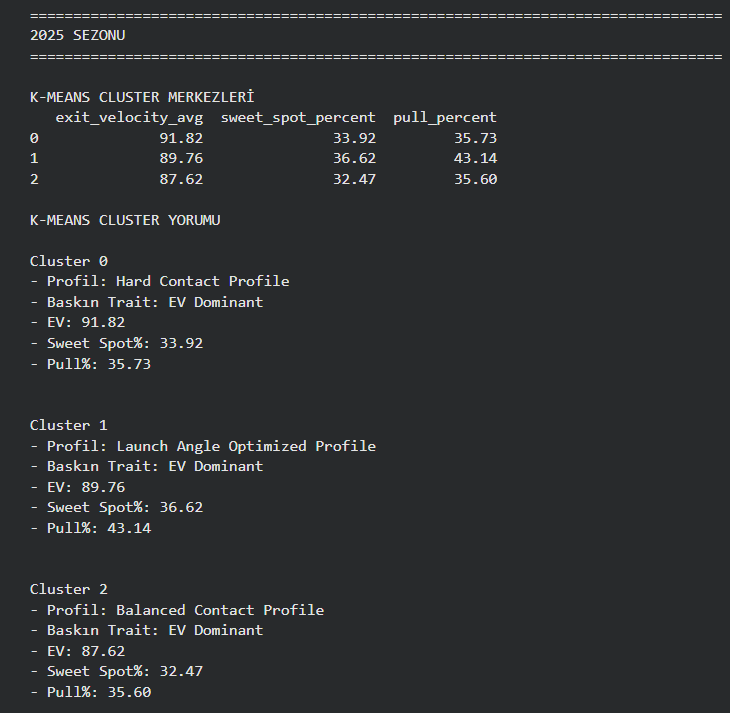 ================================================================================
2025 SEZONU
================================================================================
K-MEANS CLUSTER MERKEZLERİ
   exit_velocity_avg  sweet_spot_percent  pull_percent
0              91.82               33.92         35.73
1              89.76               36.62         43.14
2              87.62               32.47         35.60
K-MEANS CLUSTER YORUMU
Cluster 0
- Profil: Hard Contact Profile
- Baskın Trait: EV Dominant
- EV: 91.82
- Sweet Spot%: 33.92
- Pull%: 35.73
Cluster 1
- Profil: Launch Angle Optimized Profile
- Baskın Trait: EV Dominant
- EV: 89.76
- Sweet Spot%: 36.62
- Pull%: 43.14
Cluster 2
- Profil: Balanced Contact Profile
- Baskın Trait: EV Dominant
- EV: 87.62
- Sweet Spot%: 32.47
- Pull%: 35.60